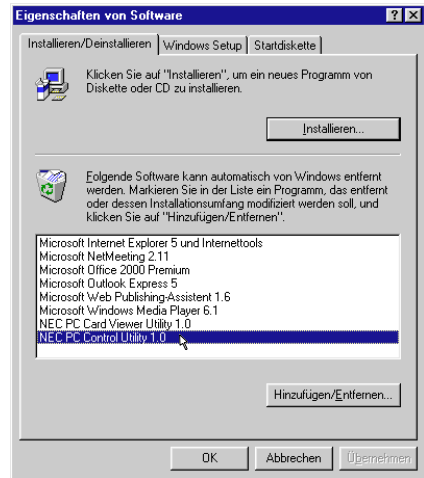 Eigenschaften von Software
Installieren/Deinstallieren
Windows Setup
Startdiskette
Klicken Sie auf "Installieren", um ein neues Programm von
Diskette oder CD zu installieren.
Installieren...
Folgende Software kann automatisch von Windows entfernt
werden. Markieren Sie in der Liste ein Programm, das entfernt
oder dessen Installationsumfang modifiziert werden soll, und
klicken Sie auf "Hinzufügen/Entfernen".
Microsoft Internet Explorer 5 und Internettools
Microsoft NetMeeting 2.11
Microsoft Office 2000 Premium
Microsoft Outlook Express 5
Microsoft Web Publishing-Assistent 1.6
Microsoft Windows Media Player 6.1
NEC PC Card Viewer Utility 1.0
NEC PC Control Utility 1.0
Hinzufügen/Entfernen...
OK
Abbrechen
Übernehmen